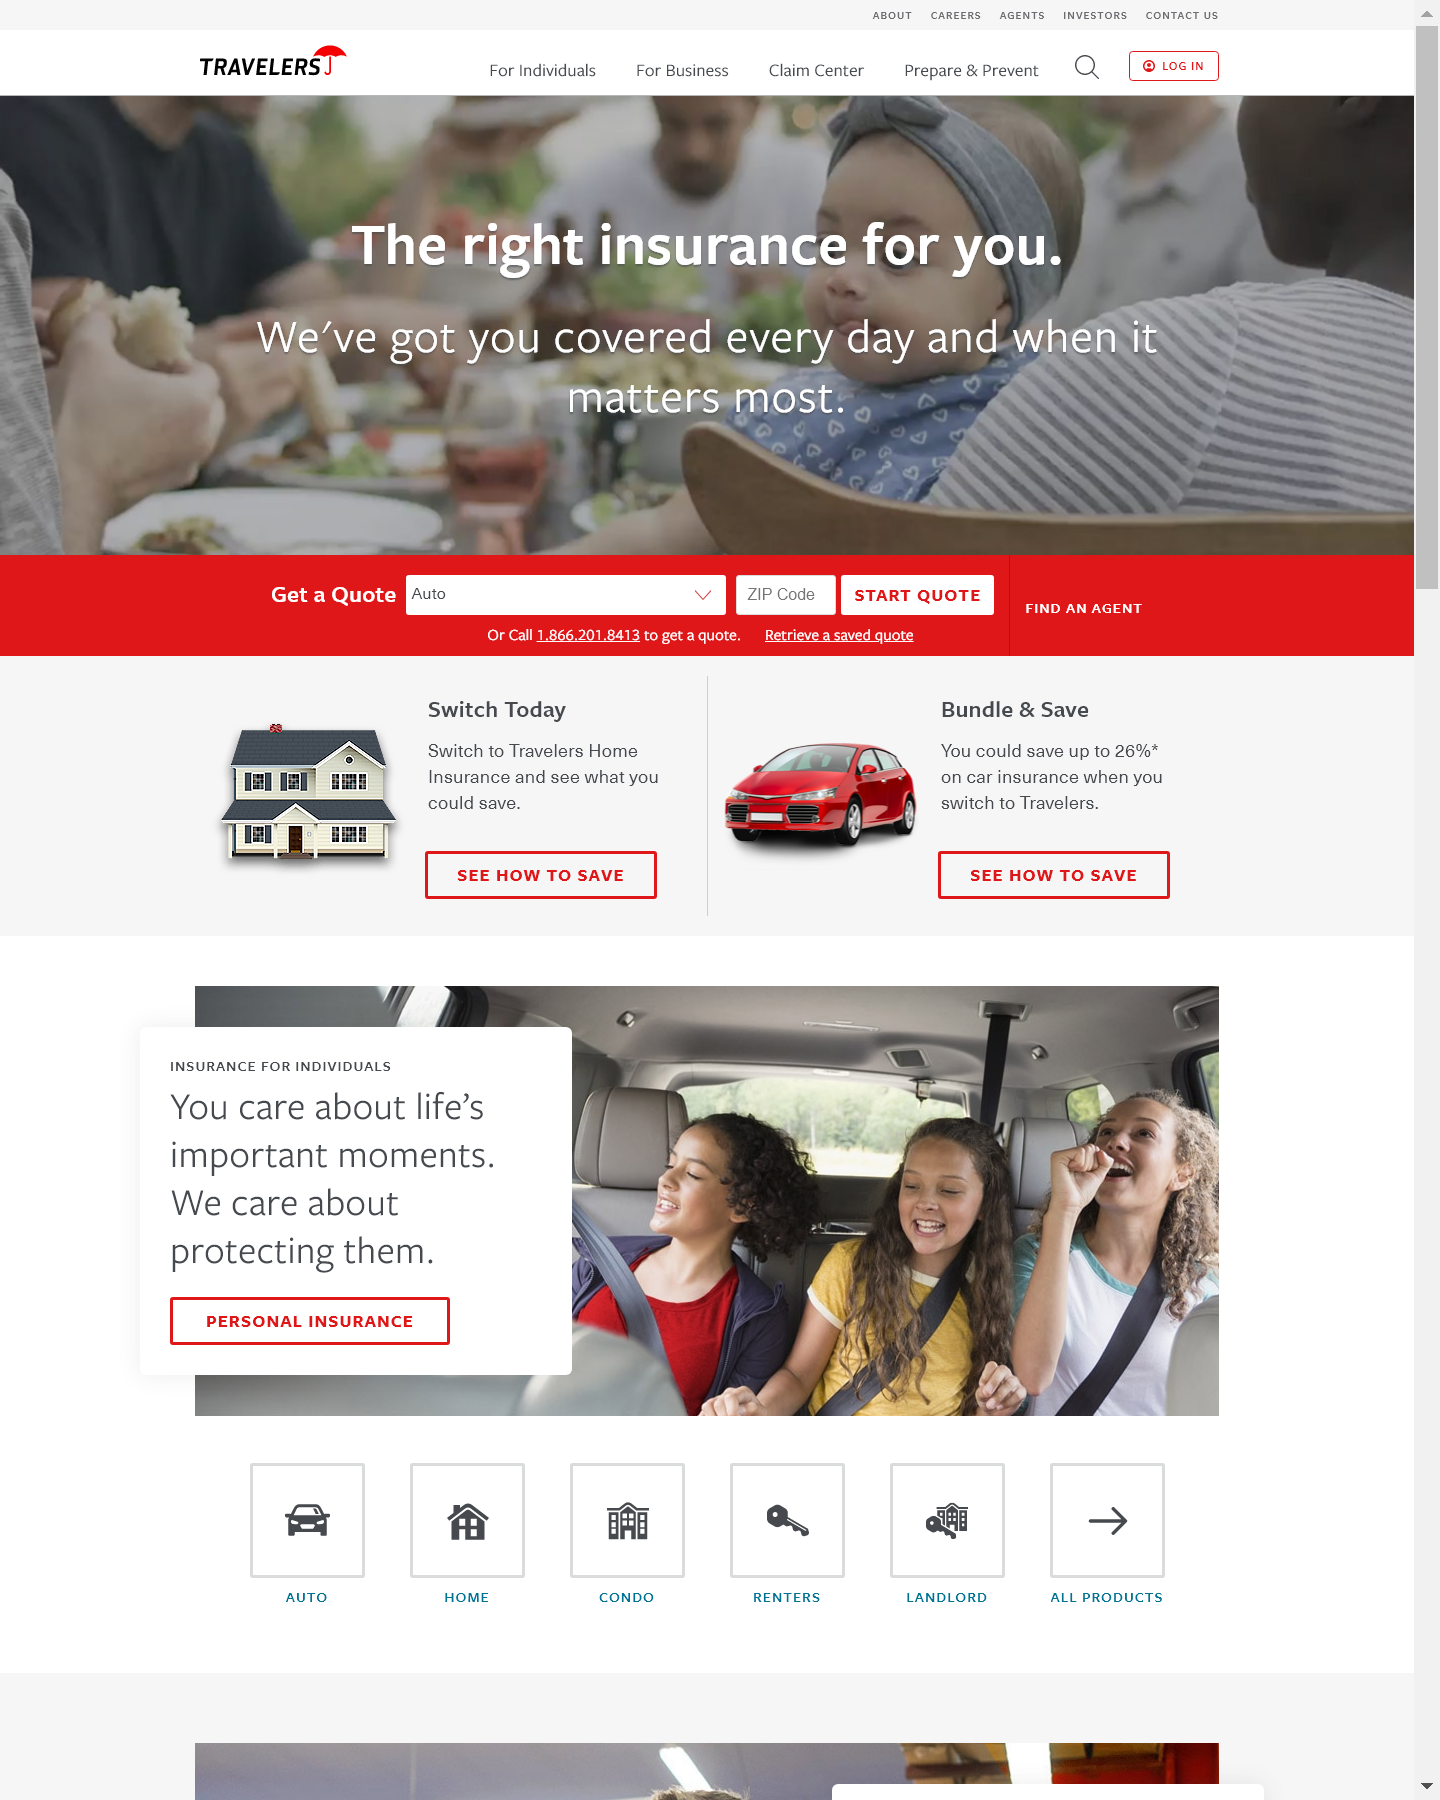 ABOUT CAREERS AGENTS INVESTORS CONTACT US
TRAVELERS For Individuals For Business Claim Center Prepare & Prevent LOG IN
The right insurance for you.
We've got you covered every day and when it
matters most.
Get a Quote Auto ZIP Code START QUOTE
FIND AN AGENT
Or Call 1.866.201.8413 to get a quote. Retrieve a saved quote
Switch Today
Switch to Travelers Home
Insurance and see what you
could save.
SEE HOW TO SAVE
Bundle & Save
You could save up to 26%*
on car insurance when you
switch to Travelers.
SEE HOW TO SAVE
INSURANCE FOR INDIVIDUALS
You care about life’s
important moments.
We care about
protecting them.
PERSONAL INSURANCE
AUTO HOME CONDO RENTERS LANDLORD ALL PRODUCTS